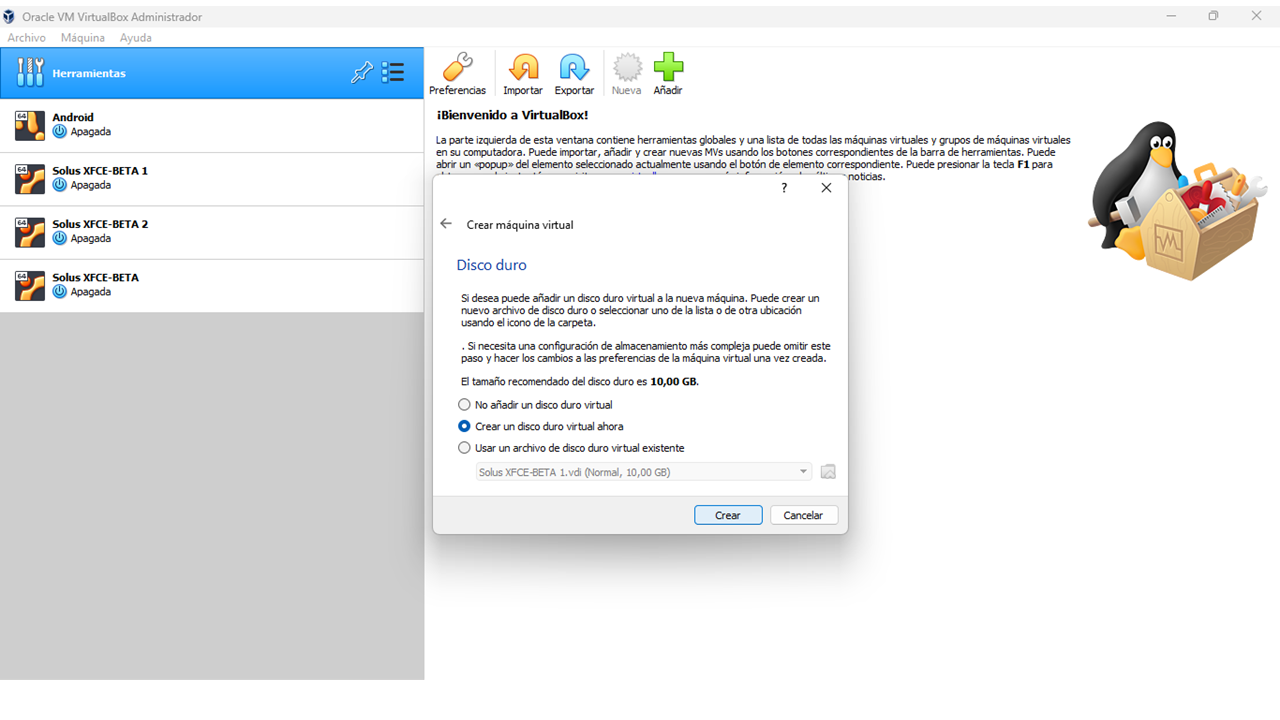 Oracle VM VirtualBox Administrador
Archivo Máquina Ayuda
Herramientas
Preferencias Importar Exportar Nueva Añadir
64 Android
Apagada
64 Solus XFCE-BETA 1
Apagada
64 Solus XFCE-BETA 2
Apagada
64 Solus XFCE-BETA
Apagada
¡Bienvenido a VirtualBox!
La parte izquierda de esta ventana contiene herramientas globales y una lista de todas las máquinas virtuales y grupos de máquinas virtuales
en su computadora. Puede importar, añadir y crear nuevas MVs usando los botones correspondientes de la barra de herramientas. Puede
abrir un «popup» del elemento seleccionado actualmente usando el botón de elemento correspondiente. Puede presionar la tecla F1 para
noticias.
?
Crear máquina virtual
Disco duro
Si desea puede añadir un disco duro virtual a la nueva máquina. Puede crear un
nuevo archivo de disco duro o seleccionar uno de la lista o de otra ubicación
usando el icono de la carpeta.
. Si necesita una configuración de almacenamiento más compleja puede omitir este
paso y hacer los cambios a las preferencias de la máquina virtual una vez creada.
El tamaño recomendado del disco duro es 10,00 GB.
No añadir un disco duro virtual
Crear un disco duro virtual ahora
Usar un archivo de disco duro virtual existente
Solus XFCE-BETA 1.vdi (Normal, 10,00 GB)
Crear Cancelar